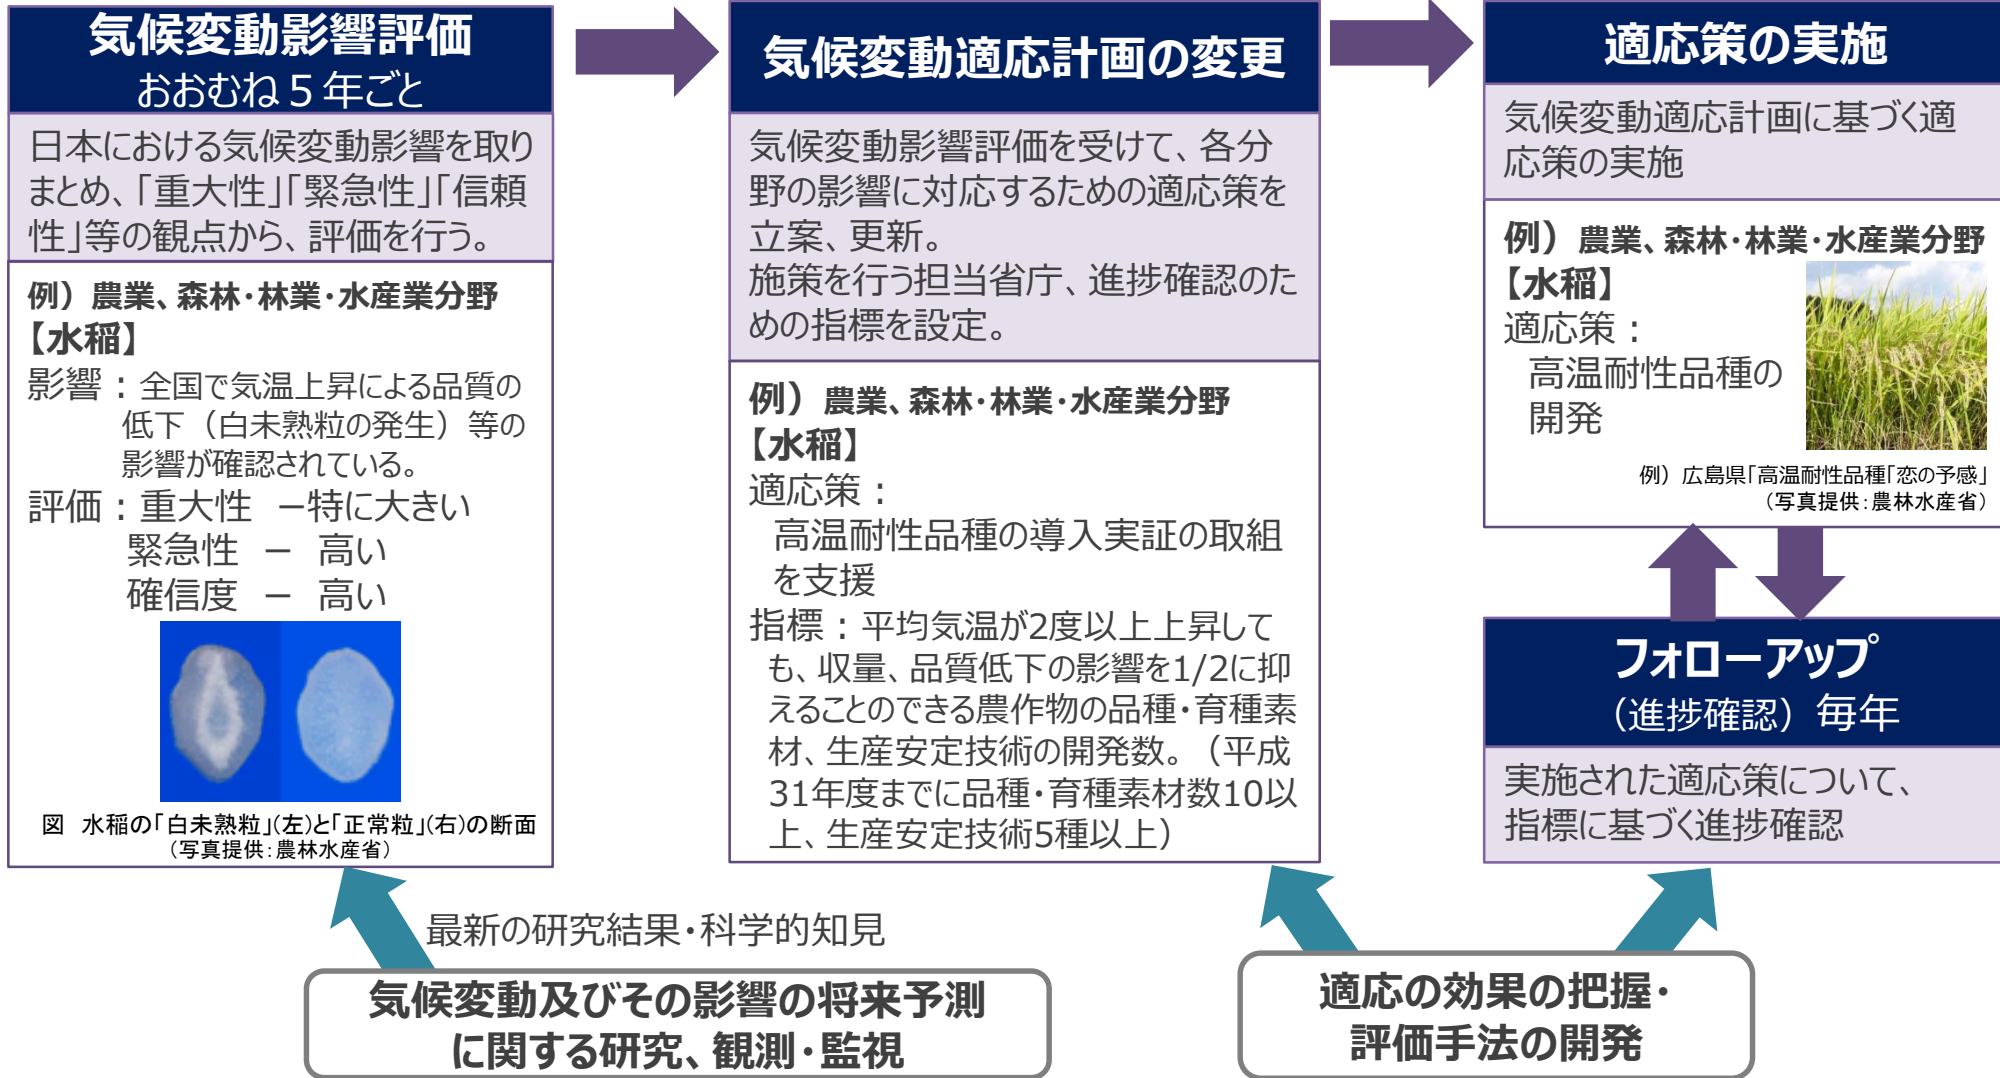 気候変動影響評価
おおむね５年ごと
日本における気候変動影響を取り
まとめ、「重大性」「緊急性」「信頼
性」等の観点から、評価を行う。
例）農業、森林・林業・水産業分野
【水稲】
影響：全国で気温上昇による品質の
低下（白未熟粒の発生）等の
影響が確認されている。
評価：重大性 －特に大きい
緊急性 － 高い
確信度 － 高い
図 水稲の「白未熟粒」(左)と「正常粒」(右)の断面
（写真提供：農林水産省）
気候変動適応計画の変更
気候変動影響評価を受けて、各分
野の影響に対応するための適応策を
立案、更新。
施策を行う担当省庁、進捗確認のた
めの指標を設定。
例）農業、森林・林業・水産業分野
【水稲】
適応策：
高温耐性品種の導入実証の取組
を支援
指標：平均気温が2度以上上昇して
も、収量、品質低下の影響を1/2に抑
えることのできる農作物の品種・育種素
材、生産安定技術の開発数。（平成
31年度までに品種・育種素材数10以
上、生産安定技術5種以上）
適応策の実施
気候変動適応計画に基づく適
応策の実施
例）農業、森林・林業・水産業分野
【水稲】
適応策：
高温耐性品種の
開発
例）広島県「高温耐性品種「恋の予感」
（写真提供：農林水産省）
フォローアップ
（進捗確認）毎年
実施された適応策について、
指標に基づく進捗確認
最新の研究結果・科学的知見
気候変動及びその影響の将来予測
に関する研究、観測・監視
適応の効果の把握・
評価手法の開発